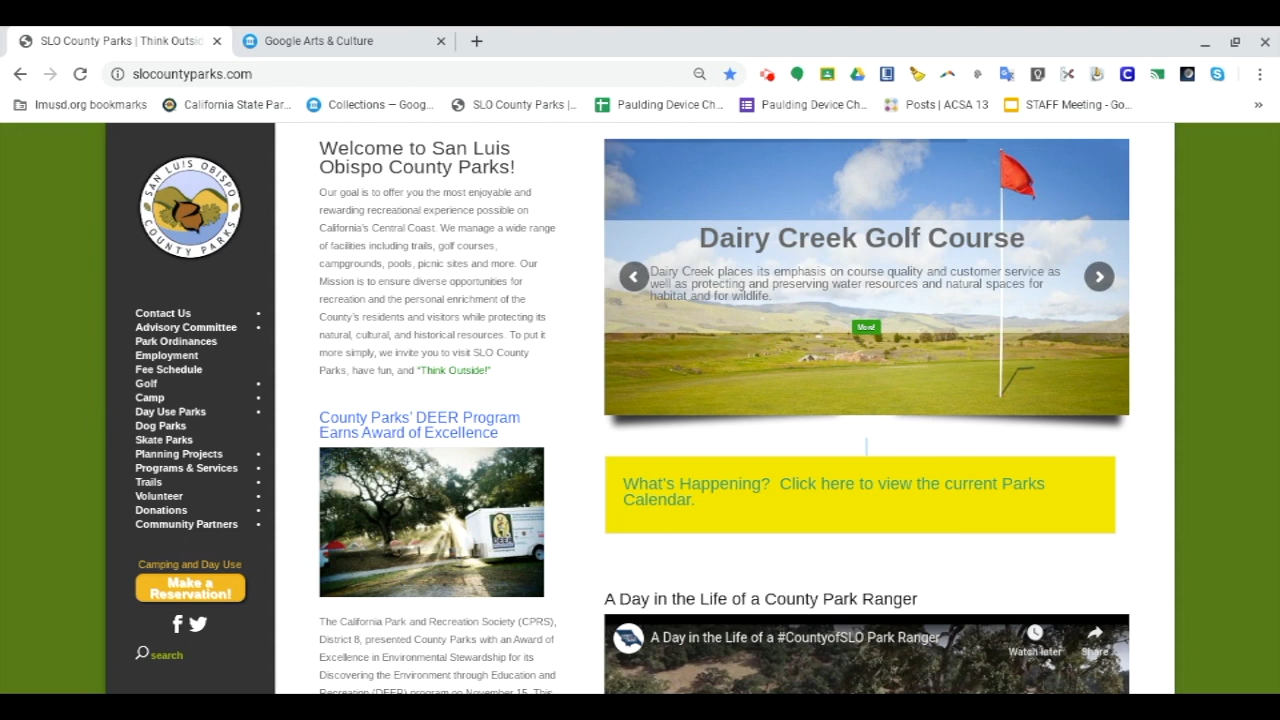 SLO County Parks | Think Outsid
Google Arts & Culture
slocountyparks.com
lmusd.org bookmarks
California State Par...
Collections — Goog...
SLO County Parks |...
Paulding Device Ch...
Paulding Device Ch...
Posts | ACSA 13
STAFF Meeting - Go...
SAN LUIS OBISPO
COUNTY PARKS
Contact Us
Advisory Committee
Park Ordinances
Employment
Fee Schedule
Golf
Camp
Day Use Parks
Dog Parks
Skate Parks
Planning Projects
Programs & Services
Trails
Volunteer
Donations
Community Partners
Camping and Day Use
Make a
Reservation!
search
Welcome to San Luis
Obispo County Parks!
Our goal is to offer you the most enjoyable and
rewarding recreational experience possible on
California's Central Coast. We manage a wide range
of facilities including trails, golf courses,
campgrounds, pools, picnic sites and more. Our
Mission is to ensure diverse opportunities for
recreation and the personal enrichment of the
County's residents and visitors while protecting its
natural, cultural, and historical resources. To put it
more simply, we invite you to visit SLO County
Parks, have fun, and "Think Outside!"
County Parks' DEER Program
Earns Award of Excellence
DEER
The California Park and Recreation Society (CPRS),
District 8, presented County Parks with an Award of
Excellence in Environmental Stewardship for its
Discovering the Environment through Education and
Recreation (DEER) program on November 15. This
Dairy Creek Golf Course
Dairy Creek places its emphasis on course quality and customer service as
well as protecting and preserving water resources and natural spaces for
habitat and for wildlife.
More!
What's Happening? Click here to view the current Parks
Calendar.
A Day in the Life of a County Park Ranger
A Day in the Life of a #CountyofSLO Park Ranger
Watch later
Share